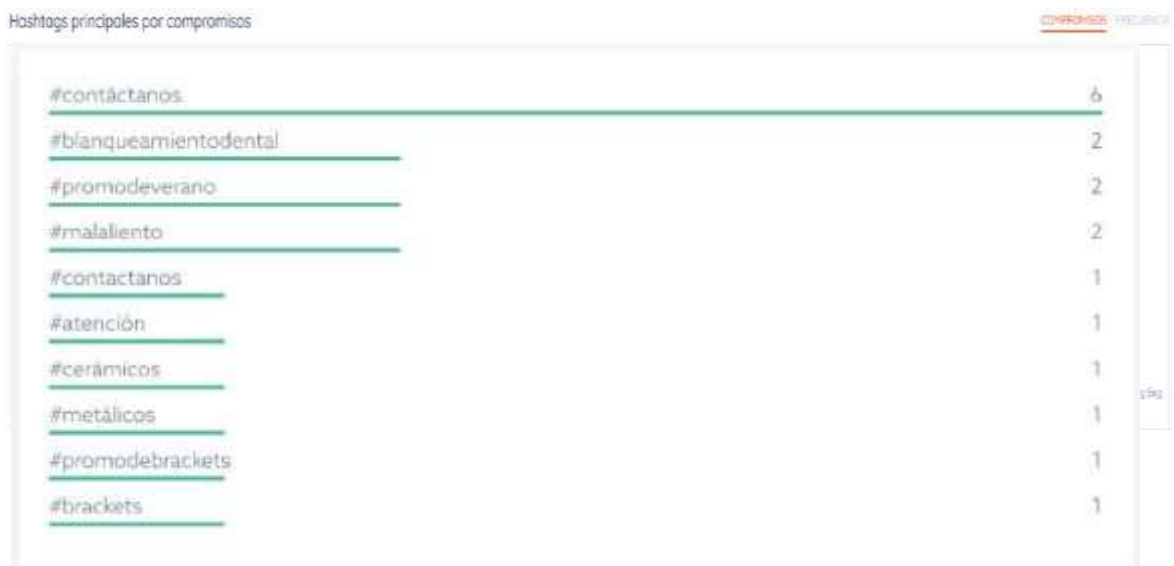 Hashtags principales por compromisos
COMPROMISOS FRECUENCIA
#contáctanos 6
#blanqueamientodental 2
#promodeverano 2
#malaliento 2
#contactanos 1
#atención 1
#cerámicos 1
#metálicos 1
#promodebrackets 1
#brackets 1